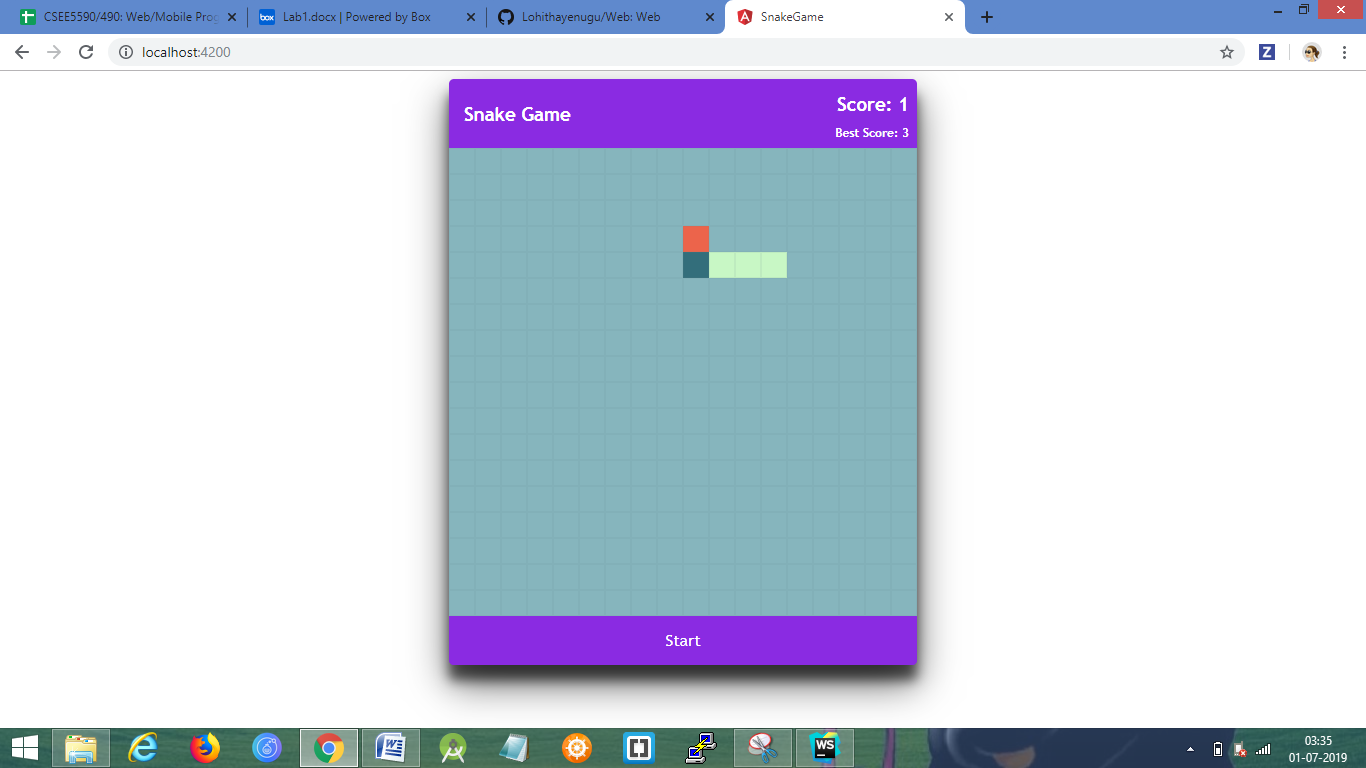 CSEE5590/490: Web/Mobile Prog
Lab1.docx | Powered by Box
Lohithayenugu/Web: Web
SnakeGame
localhost:4200
Z
Snake Game
Score: 1
Best Score: 3
Start
WS
03:35
01-07-2019